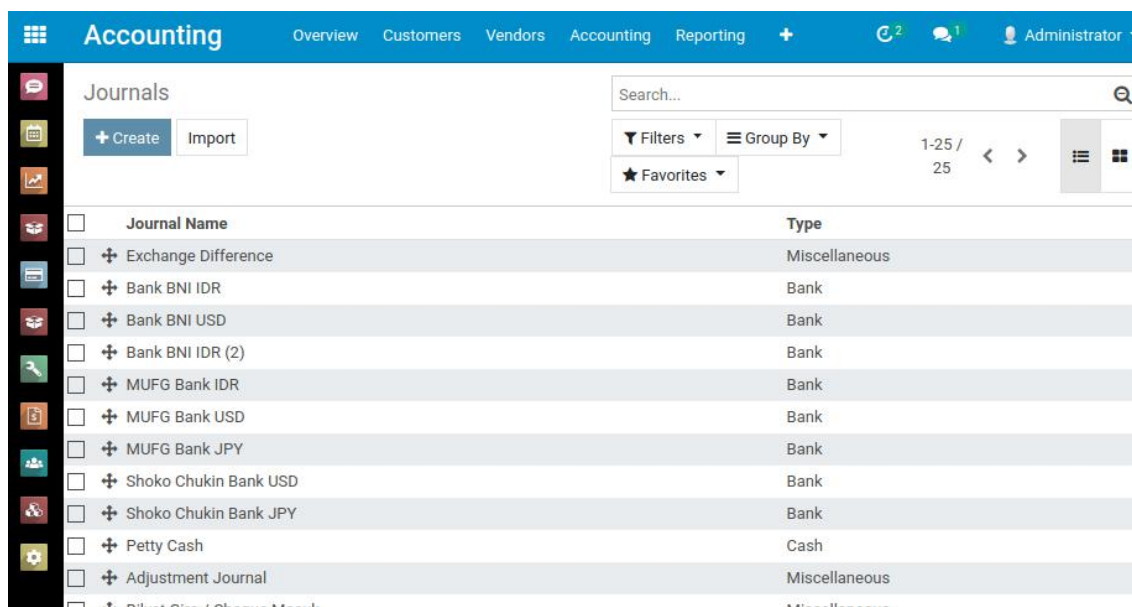 Accounting Overview Customers Vendors Accounting Reporting + 2 1 Administrator
Journals
Search...
+ Create Import
Filters Group By
1-25 / 25
Favorites
Journal Name Type
Exchange Difference Miscellaneous
Bank BNI IDR Bank
Bank BNI USD Bank
Bank BNI IDR (2) Bank
MUFG Bank IDR Bank
MUFG Bank USD Bank
MUFG Bank JPY Bank
Shoko Chukin Bank USD Bank
Shoko Chukin Bank JPY Bank
Petty Cash Cash
Adjustment Journal Miscellaneous